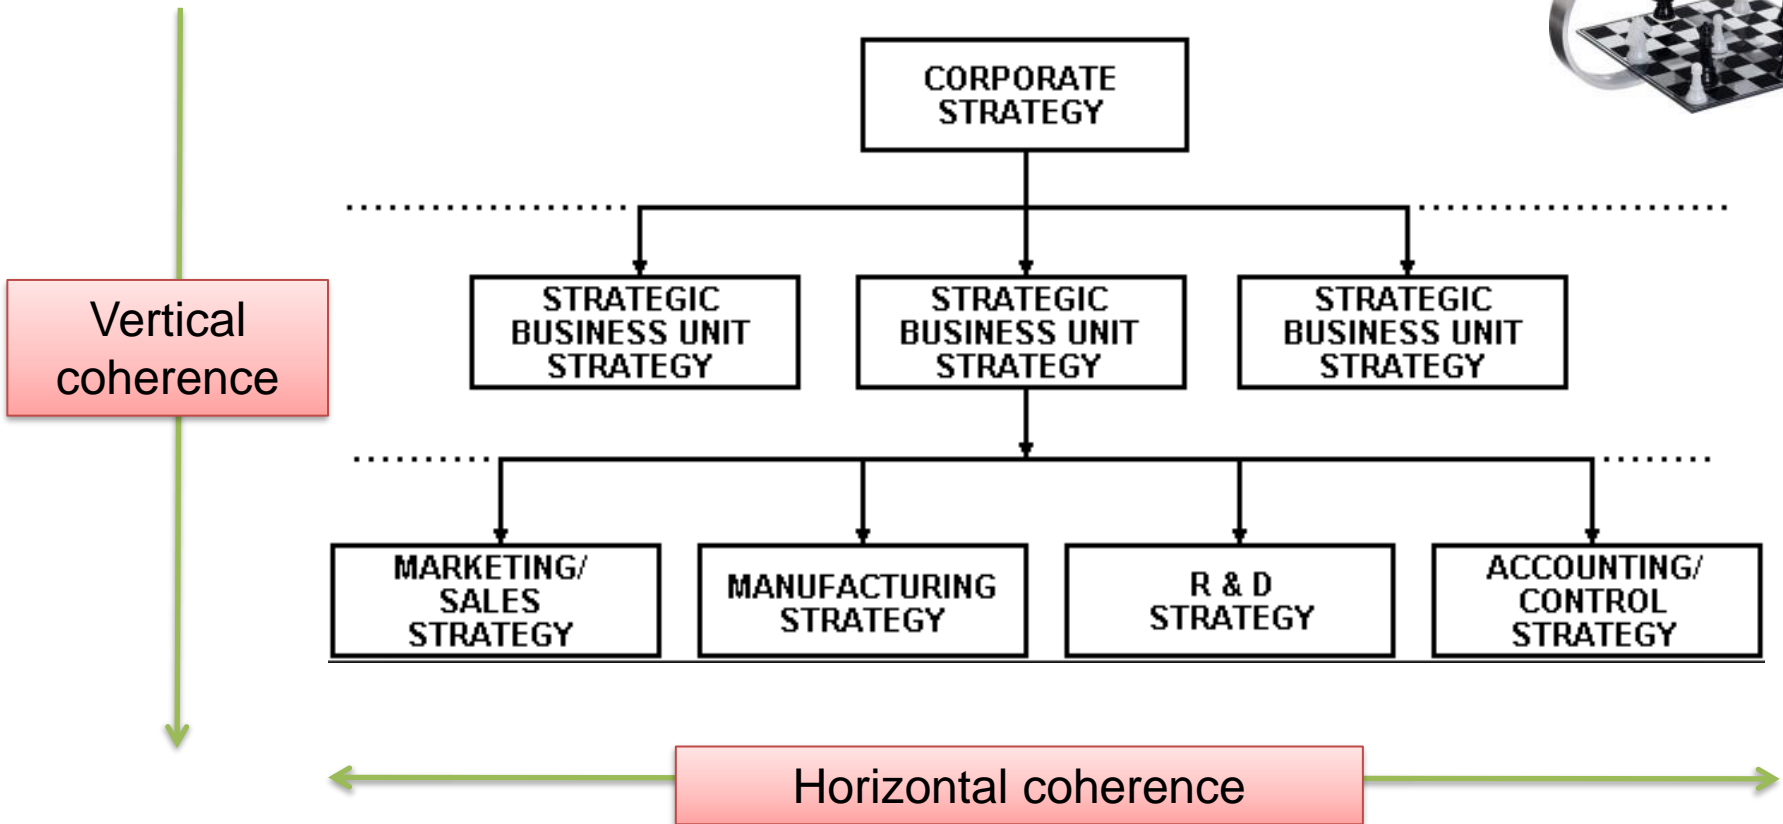 CORPORATE
STRATEGY
Vertical
coherence
STRATEGIC
BUSINESS UNIT
STRATEGY
STRATEGIC
BUSINESS UNIT
STRATEGY
STRATEGIC
BUSINESS UNIT
STRATEGY
MARKETING/
SALES
STRATEGY
MANUFACTURING
STRATEGY
R & D
STRATEGY
ACCOUNTING/
CONTROL
STRATEGY
Horizontal coherence